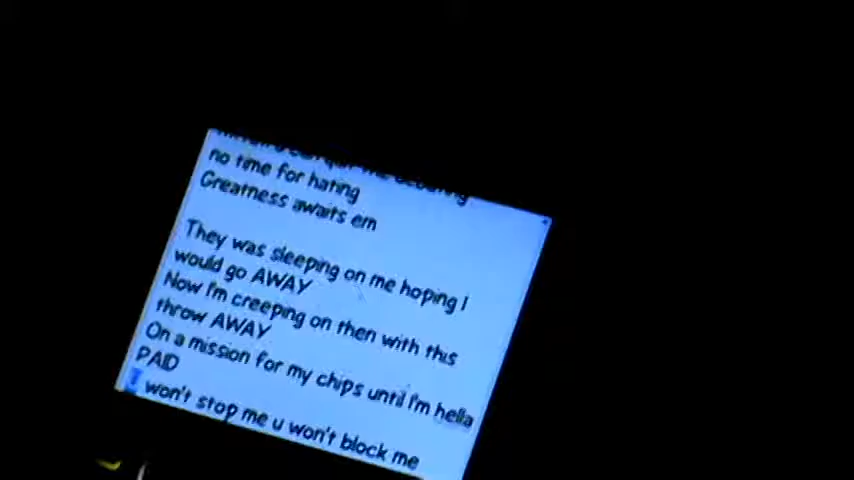 no time for hating
Greatness awaits em
They was sleeping on me hoping I
would go AWAY
Now I'm creeping on then with this
throw AWAY
On a mission for my chips until I'm hella
PAID
won't stop me u won't block me